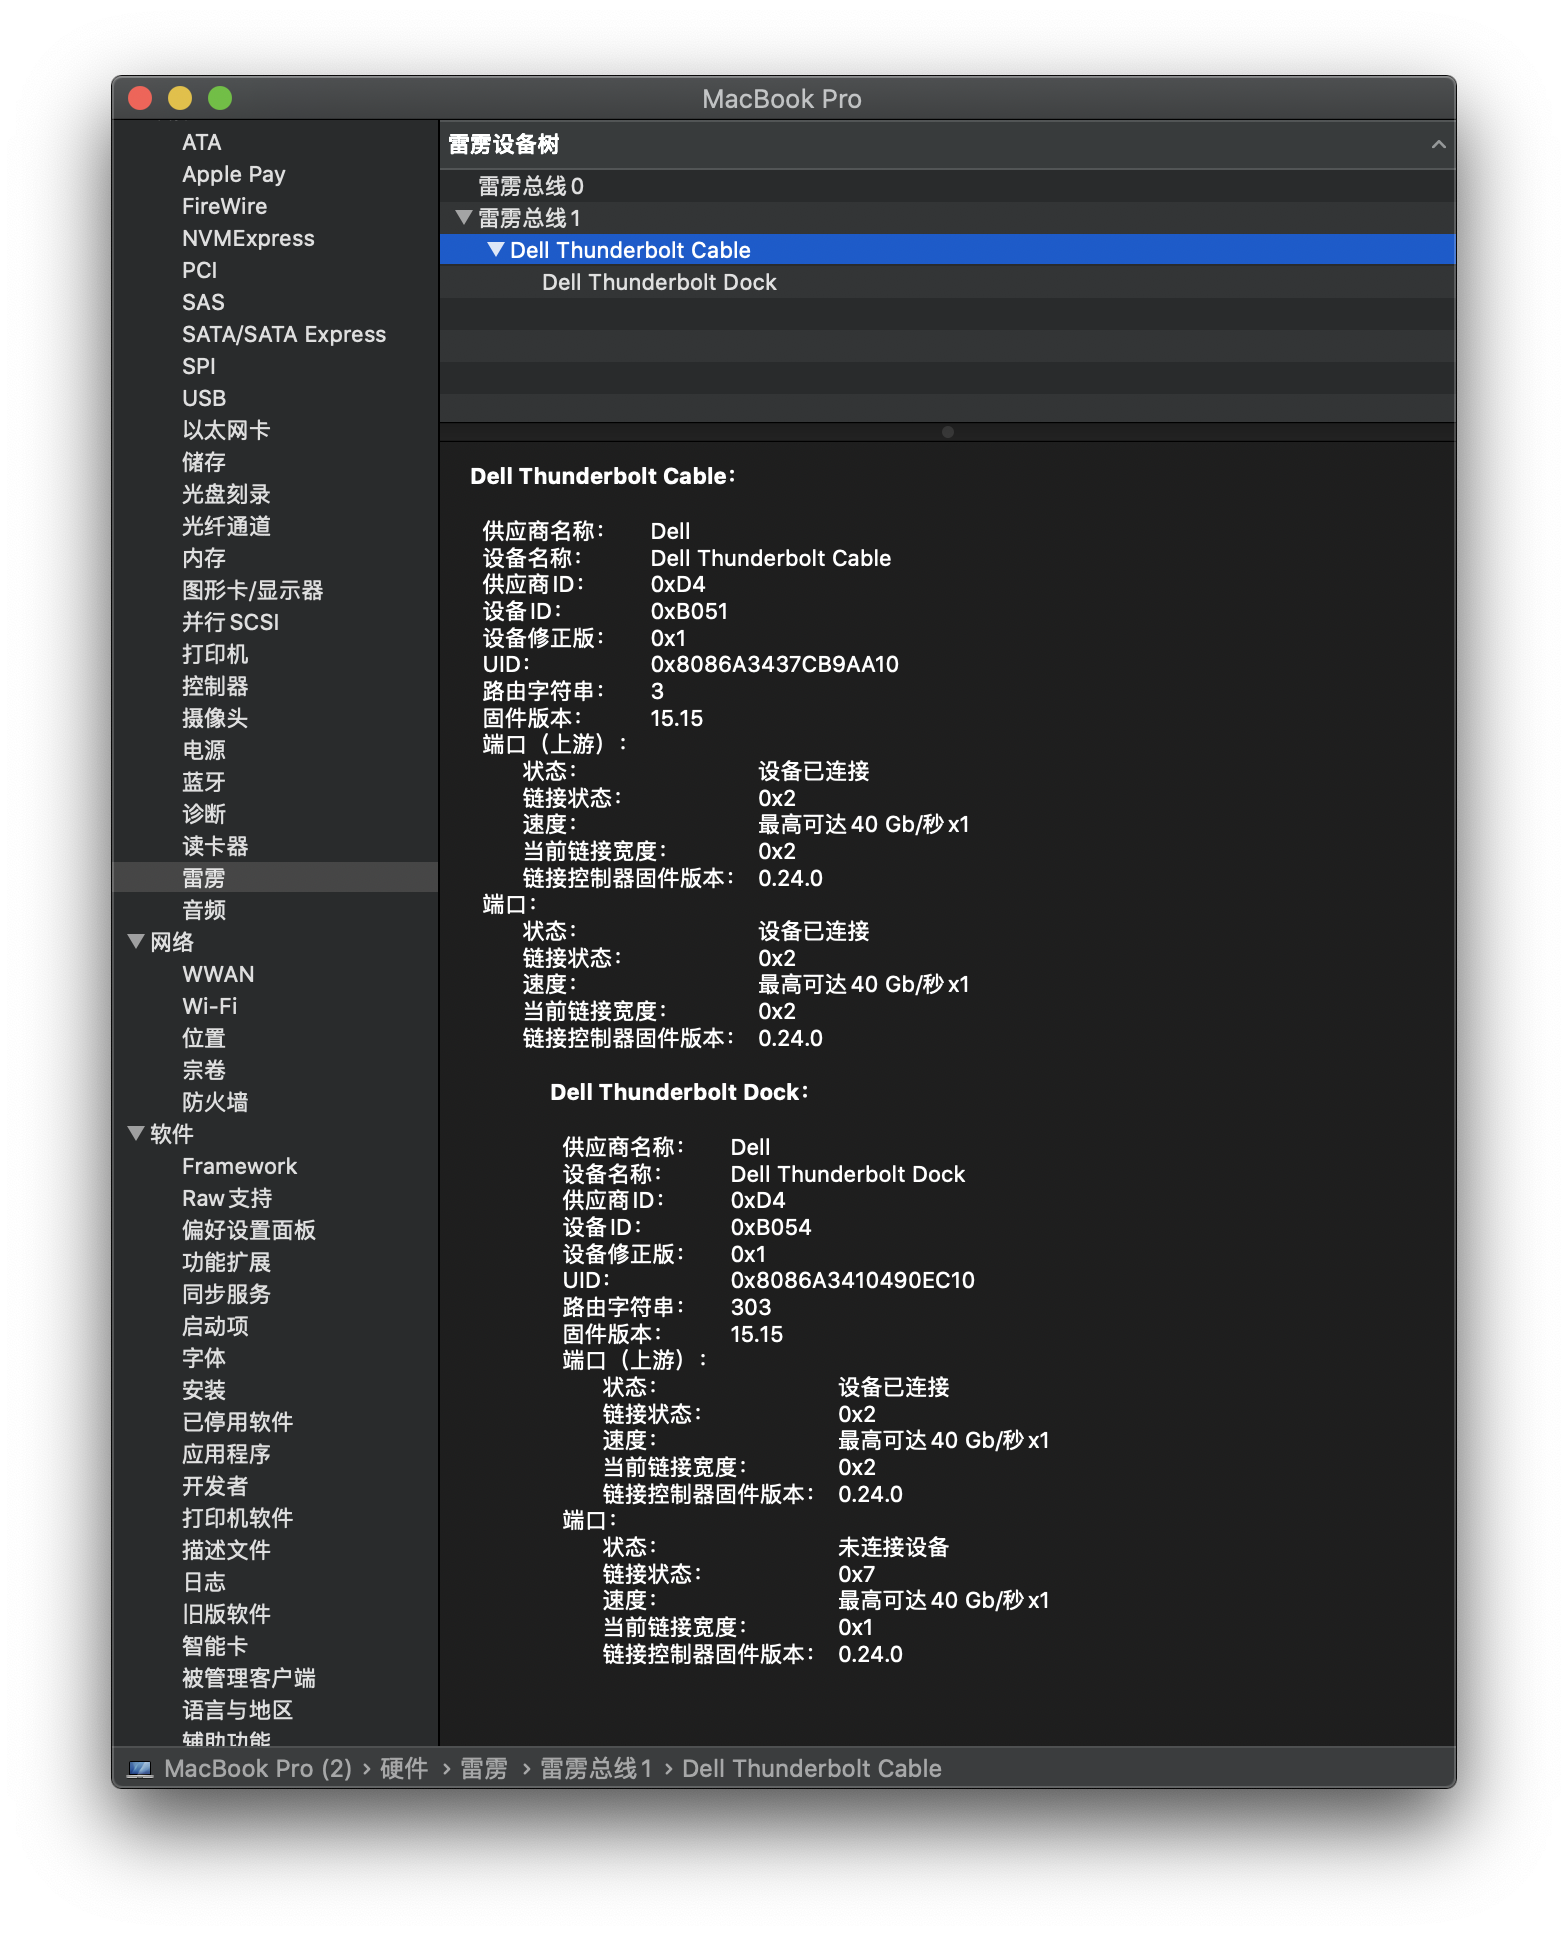 MacBook Pro
ATA
Apple Pay
FireWire
NVMExpress
PCI
SAS
SATA/SATA Express
SPI
USB
以太网卡
储存
光盘刻录
光纤通道
内存
图形卡/显示器
并行 SCSI
打印机
控制器
摄像头
电源
蓝牙
诊断
读卡器
雷雳
音频
网络
WWAN
Wi-Fi
位置
宗卷
防火墙
软件
Framework
Raw 支持
偏好设置面板
功能扩展
同步服务
启动项
字体
安装
已停用软件
应用程序
开发者
打印机软件
描述文件
日志
旧版软件
智能卡
被管理客户端
语言与地区
辅助功能
雷雳设备树
雷雳总线 0
雷雳总线 1
Dell Thunderbolt Cable
Dell Thunderbolt Dock
Dell Thunderbolt Cable：
供应商名称： Dell
设备名称： Dell Thunderbolt Cable
供应商 ID： 0xD4
设备 ID： 0xB051
设备修正版： 0x1
UID： 0x8086A3437CB9AA10
路由字符串： 3
固件版本： 15.15
端口（上游）：
状态： 设备已连接
链接状态： 0x2
速度： 最高可达 40 Gb/秒 x1
当前链接宽度： 0x2
链接控制器固件版本： 0.24.0
端口：
状态： 设备已连接
链接状态： 0x2
速度： 最高可达 40 Gb/秒 x1
当前链接宽度： 0x2
链接控制器固件版本： 0.24.0
Dell Thunderbolt Dock：
供应商名称： Dell
设备名称： Dell Thunderbolt Dock
供应商 ID： 0xD4
设备 ID： 0xB054
设备修正版： 0x1
UID： 0x8086A3410490EC10
路由字符串： 303
固件版本： 15.15
端口（上游）：
状态： 设备已连接
链接状态： 0x2
速度： 最高可达 40 Gb/秒 x1
当前链接宽度： 0x2
链接控制器固件版本： 0.24.0
端口：
状态： 未连接设备
链接状态： 0x7
速度： 最高可达 40 Gb/秒 x1
当前链接宽度： 0x1
链接控制器固件版本： 0.24.0
MacBook Pro (2) › 硬件 › 雷雳 › 雷雳总线 1 › Dell Thunderbolt Cable